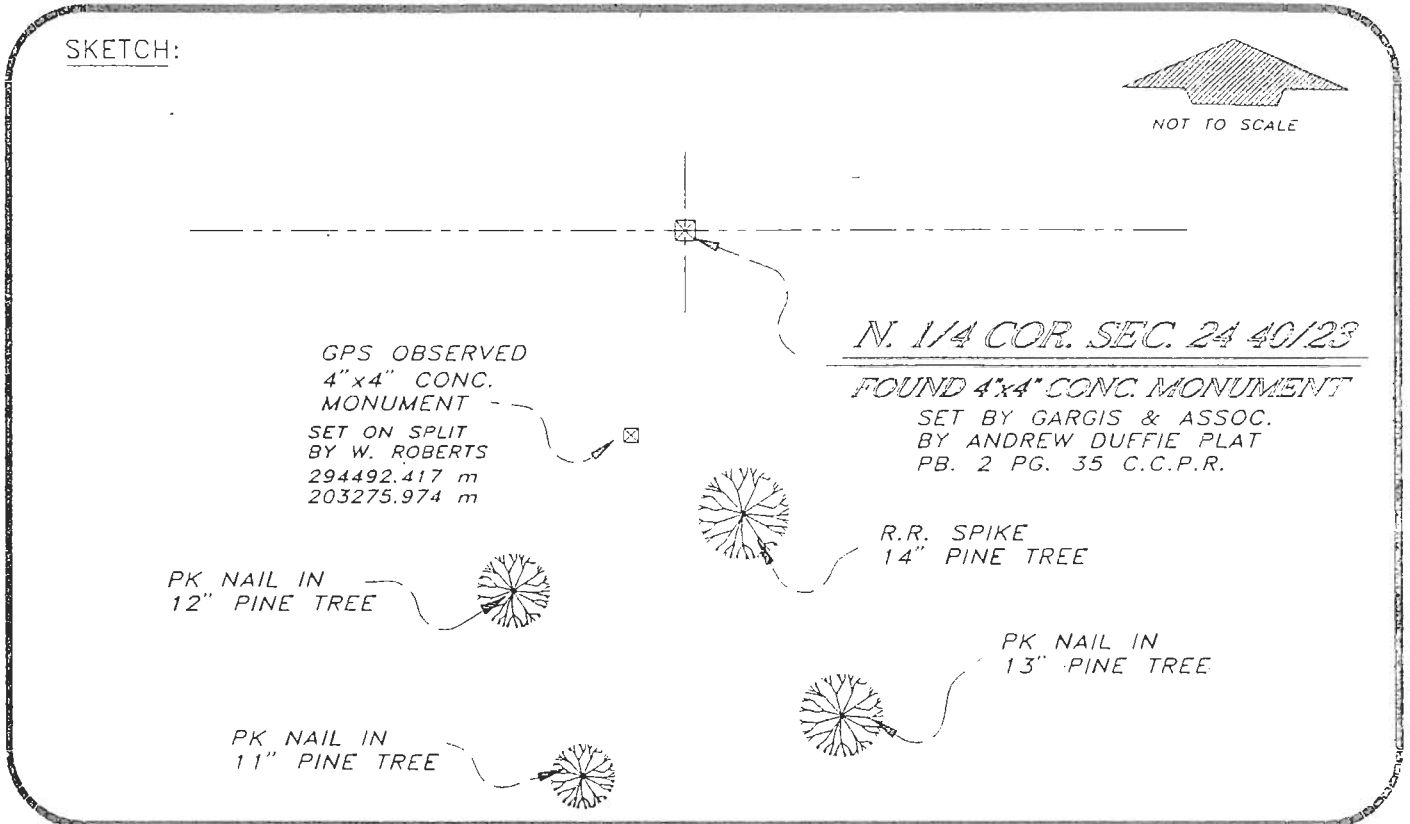 SKETCH:
NOT TO SCALE
N. 1/4 COR. SEC. 24 40/23
FOUND 4"x4" CONC. MONUMENT
SET BY GARGIS & ASSOC.
BY ANDREW DUFFIE PLAT
PB. 2 PG. 35 C.C.P.R.
GPS OBSERVED
4"x4" CONC.
MONUMENT
SET ON SPLIT
BY W. ROBERTS
294492.417 m
203275.974 m
R.R. SPIKE
14" PINE TREE
PK NAIL IN
12" PINE TREE
PK NAIL IN
13" PINE TREE
PK NAIL IN
11" PINE TREE